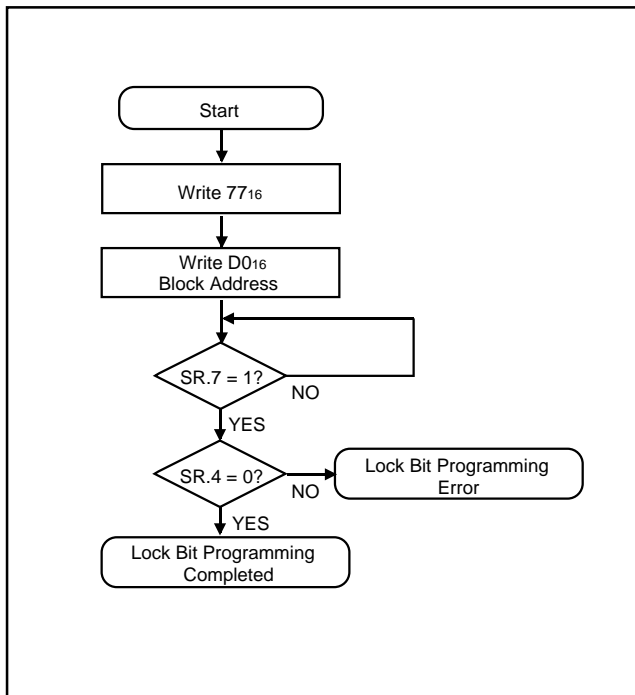 Start
Write 77₁₆
Write D0₁₆
Block Address
SR.7 = 1?
NO
YES
SR.4 = 0?
NO
Lock Bit Programming
Error
YES
Lock Bit Programming
Completed